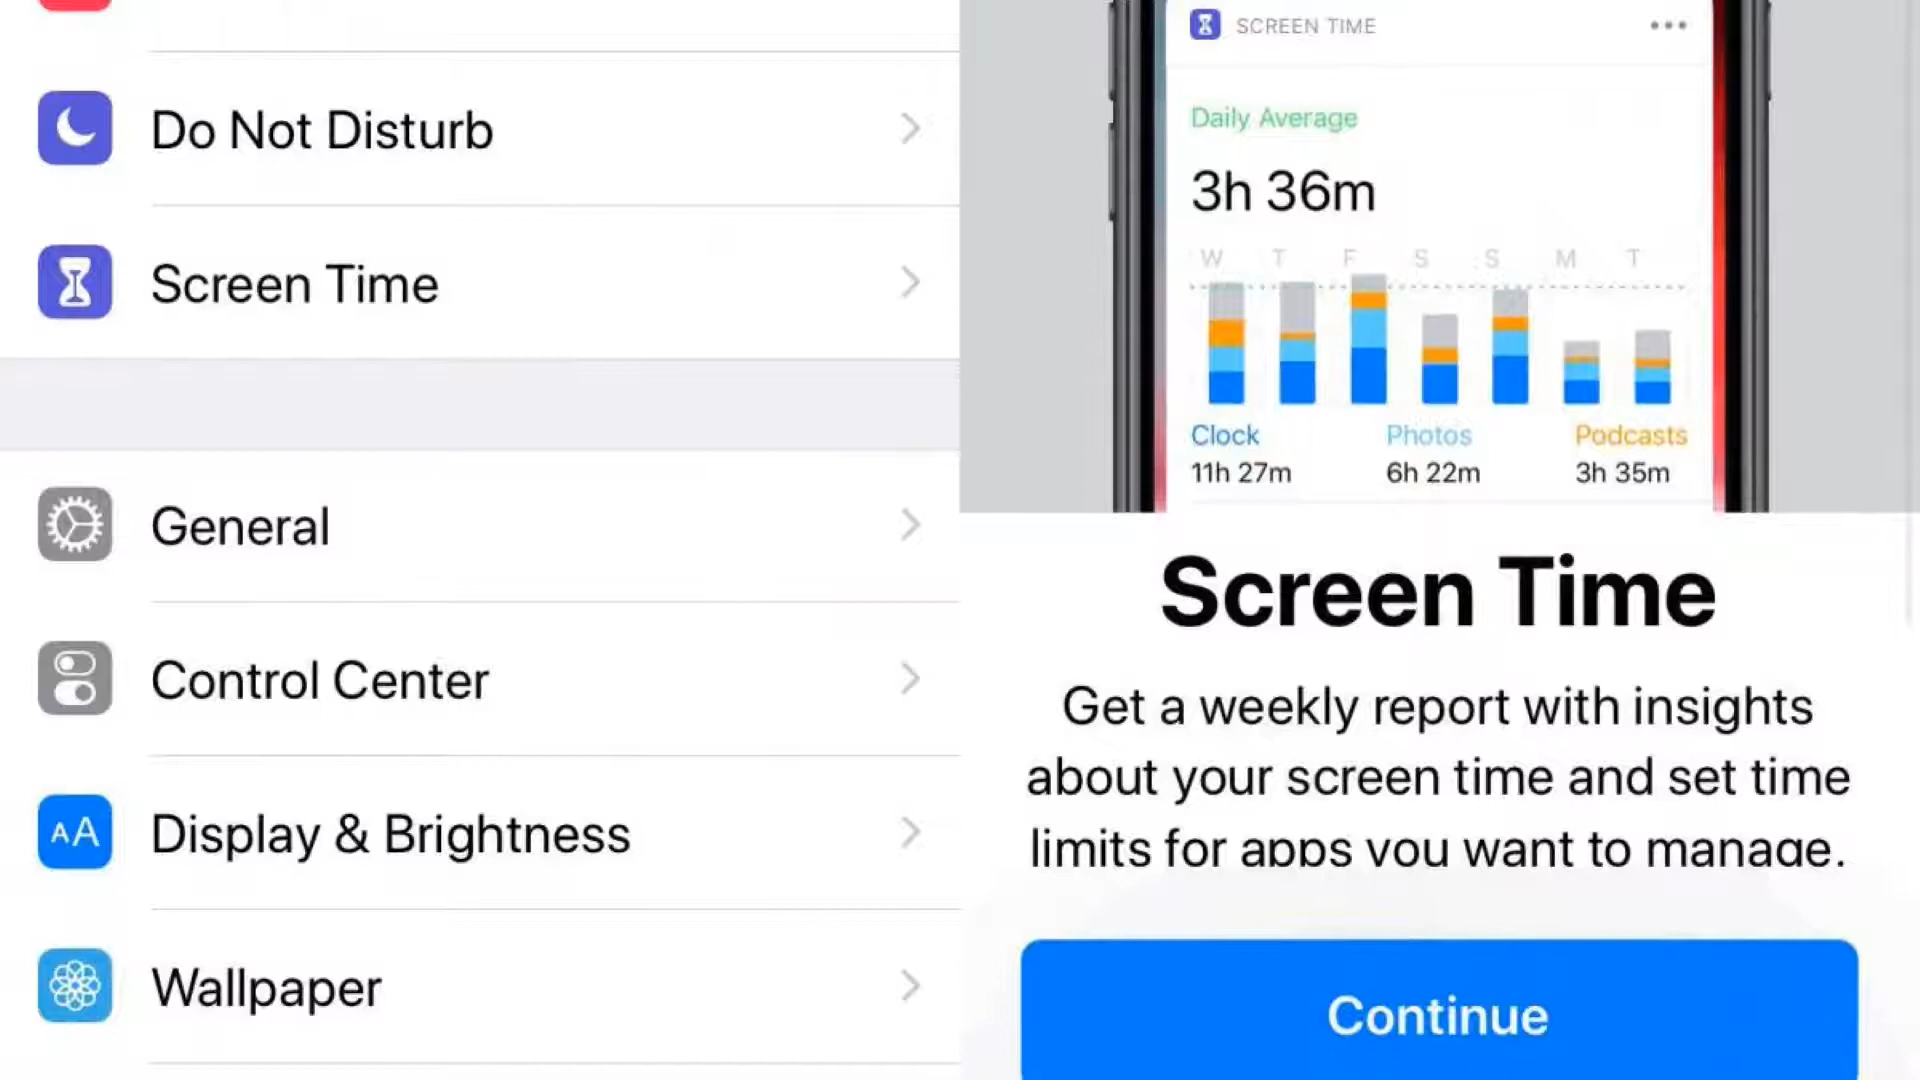 Do Not Disturb
Screen Time
General
Control Center
AA
Display & Brightness
Wallpaper
SCREEN TIME
Daily Average
3h 36m
W T F S S M T
Clock Photos Podcasts
11h 27m 6h 22m 3h 35m
Screen Time
Get a weekly report with insights
about your screen time and set time
limits for apps you want to manage.
Continue